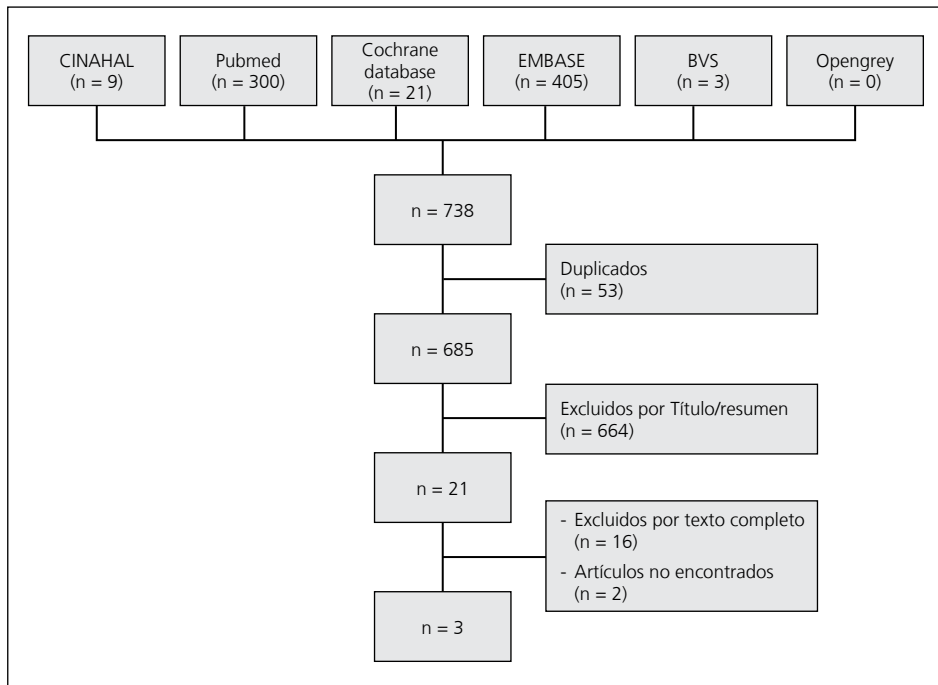 CINAHAL
(n = 9)
Pubmed
(n = 300)
Cochrane
database
(n = 21)
EMBASE
(n = 405)
BVS
(n = 3)
Opengrey
(n = 0)
n = 738
Duplicados
(n = 53)
n = 685
Excluidos por Título/resumen
(n = 664)
n = 21
- Excluidos por texto completo
(n = 16)
- Artículos no encontrados
(n = 2)
n = 3